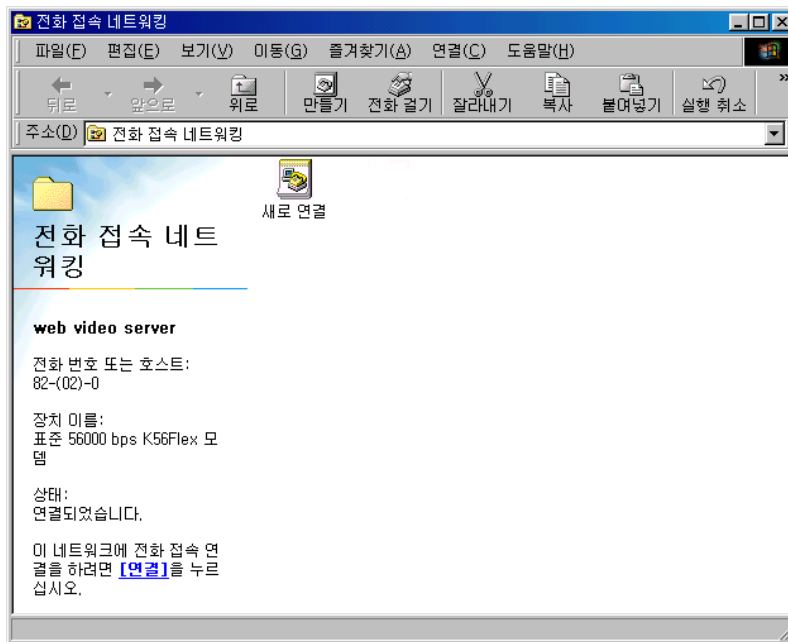 전화 접속 네트워킹
파일(F) 편집(E) 보기(V) 이동(G) 즐겨찾기(A) 연결(C) 도움말(H)
뒤로 앞으로 위로 만들기 전화 걸기 잘라내기 복사 붙여넣기 실행 취소 »
주소(D) 전화 접속 네트워킹
새로 연결
전화 접속 네트
워킹
web video server
전화 번호 또는 호스트:
82-(02)-0
장치 이름:
표준 56000 bps K56Flex 모
뎀
상태:
연결되었습니다.
이 네트워크에 전화 접속 연
결을 하려면 [연결]을 누르
십시오.